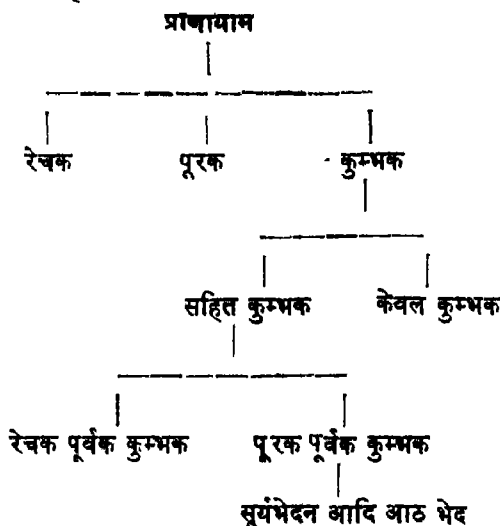 प्राणायाम
रेचक पूरक कुम्भक
सहित कुम्भक केवल कुम्भक
रेचक पूर्वक कुम्भक पूरक पूर्वक कुम्भक
सूर्यभेदन आदि आठ भेद